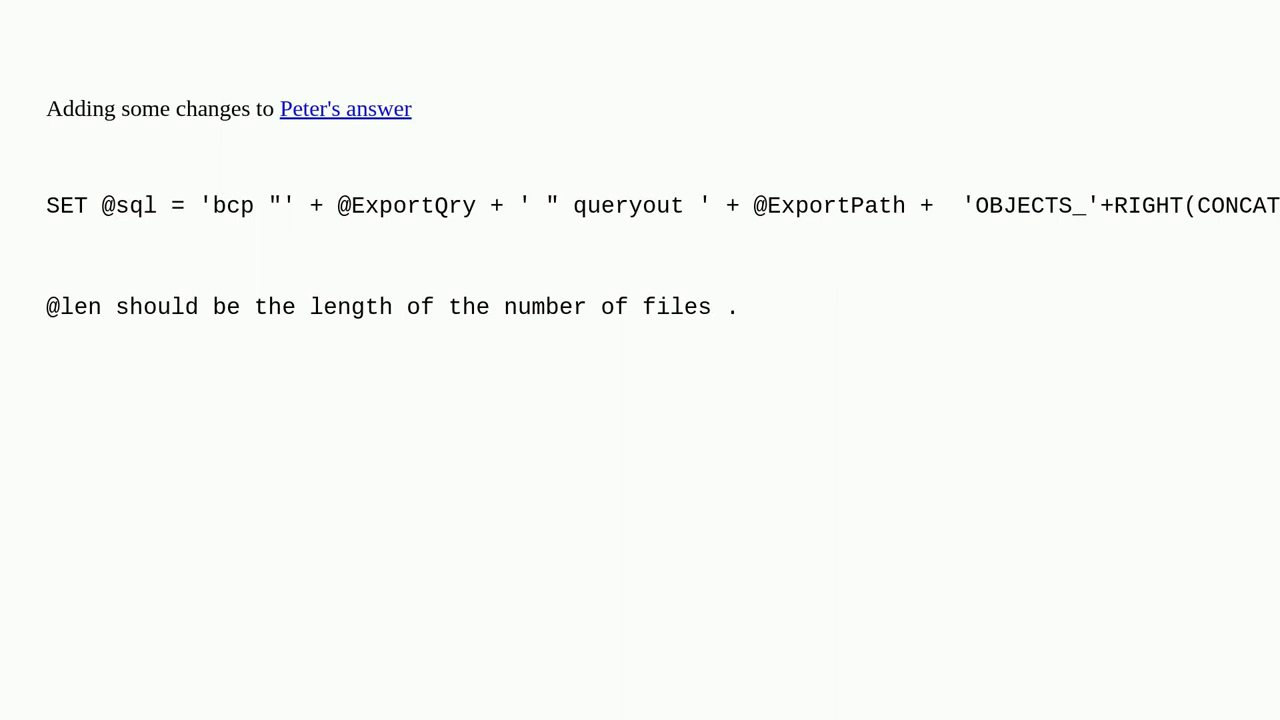 Adding some changes to Peter's answer
SET @sql = 'bcp "' + @ExportQry + ' " queryout ' + @ExportPath +  'OBJECTS_'+RIGHT(CONCAT
@len should be the length of the number of files .